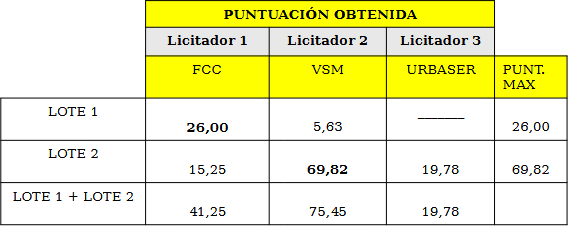 PUNTUACIÓN OBTENIDA
Licitador 1 Licitador 2 Licitador 3
FCC VSM URBASER PUNT. MAX
LOTE 1 26,00 5,63 _______ 26,00
LOTE 2 15,25 69,82 19,78 69,82
LOTE 1 + LOTE 2 41,25 75,45 19,78